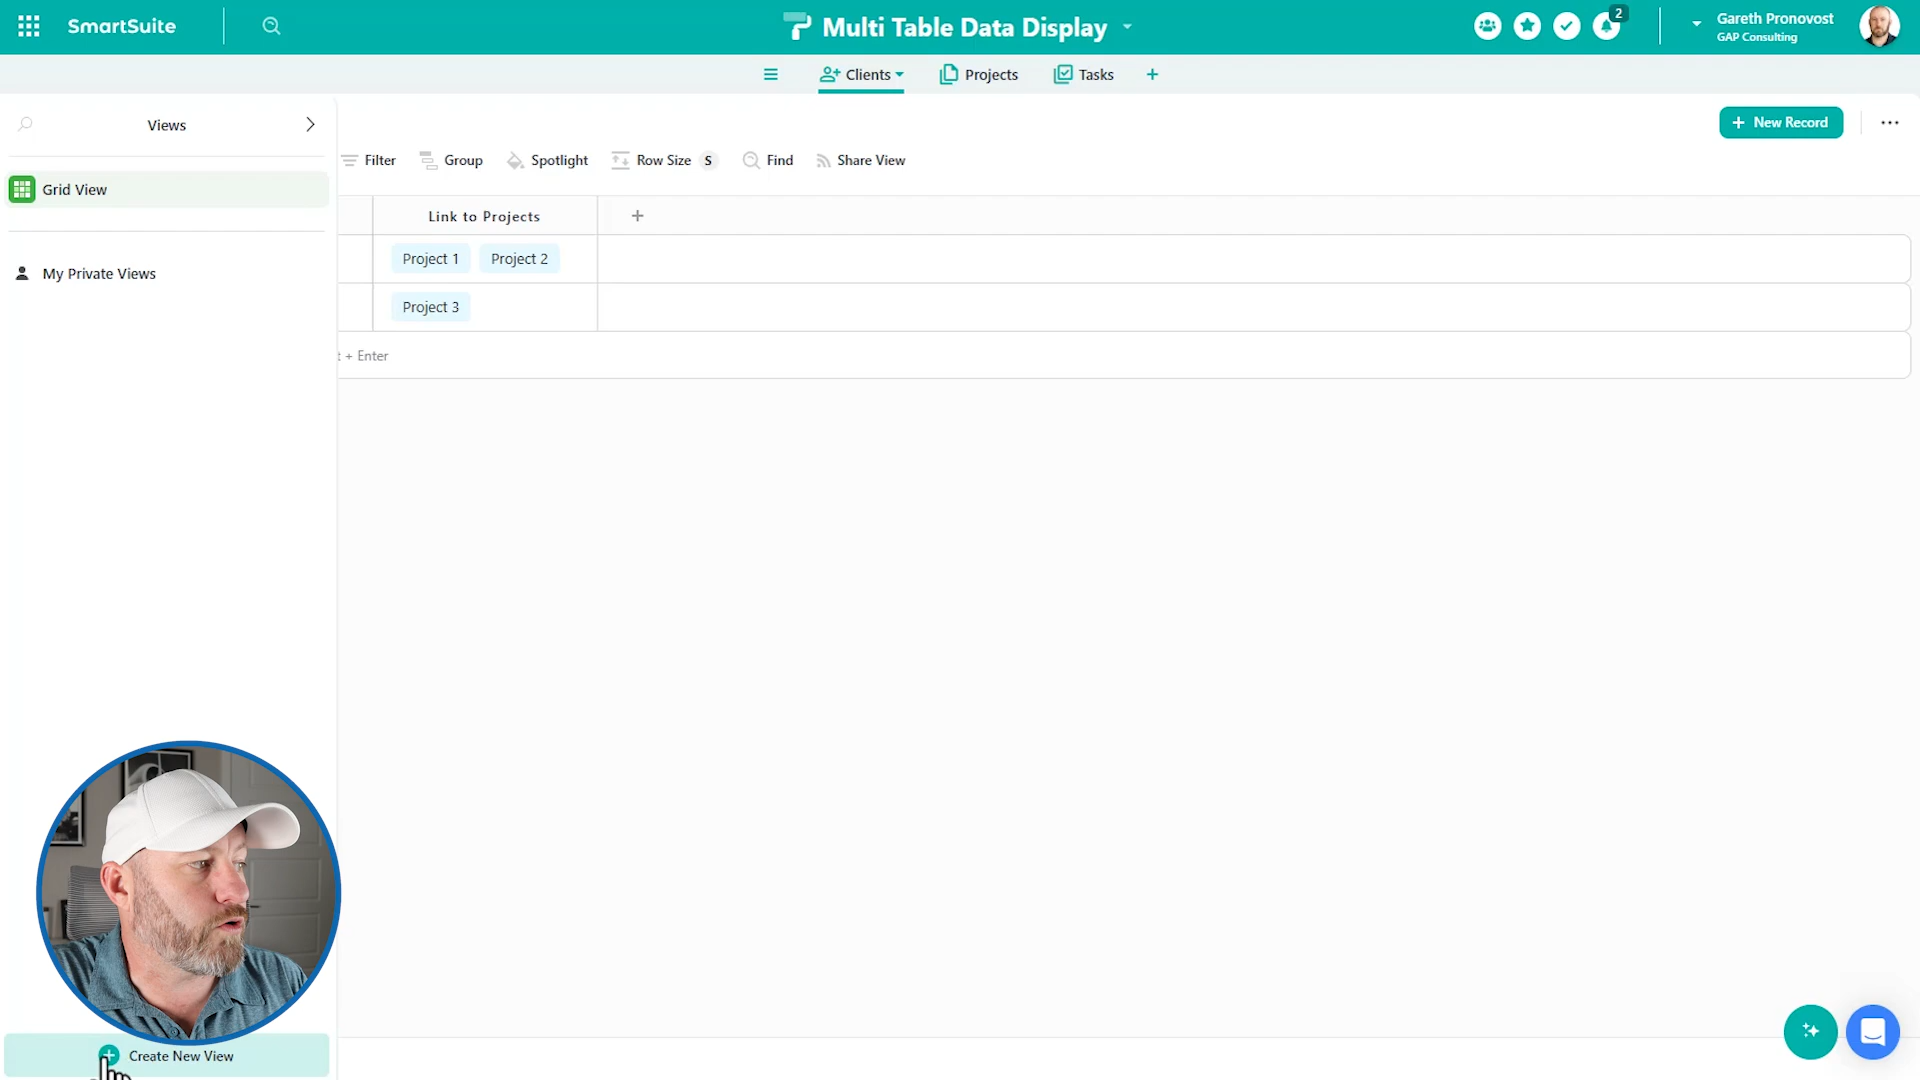 SmartSuite
Multi Table Data Display
2
Gareth Pronovost
GAP Consulting
Clients
Projects
Tasks
Views
New Record
Filter
Group
Spotlight
Row Size S
Find
Share View
Grid View
Link to Projects
Project 1 Project 2
My Private Views
Project 3
t + Enter
Create New View